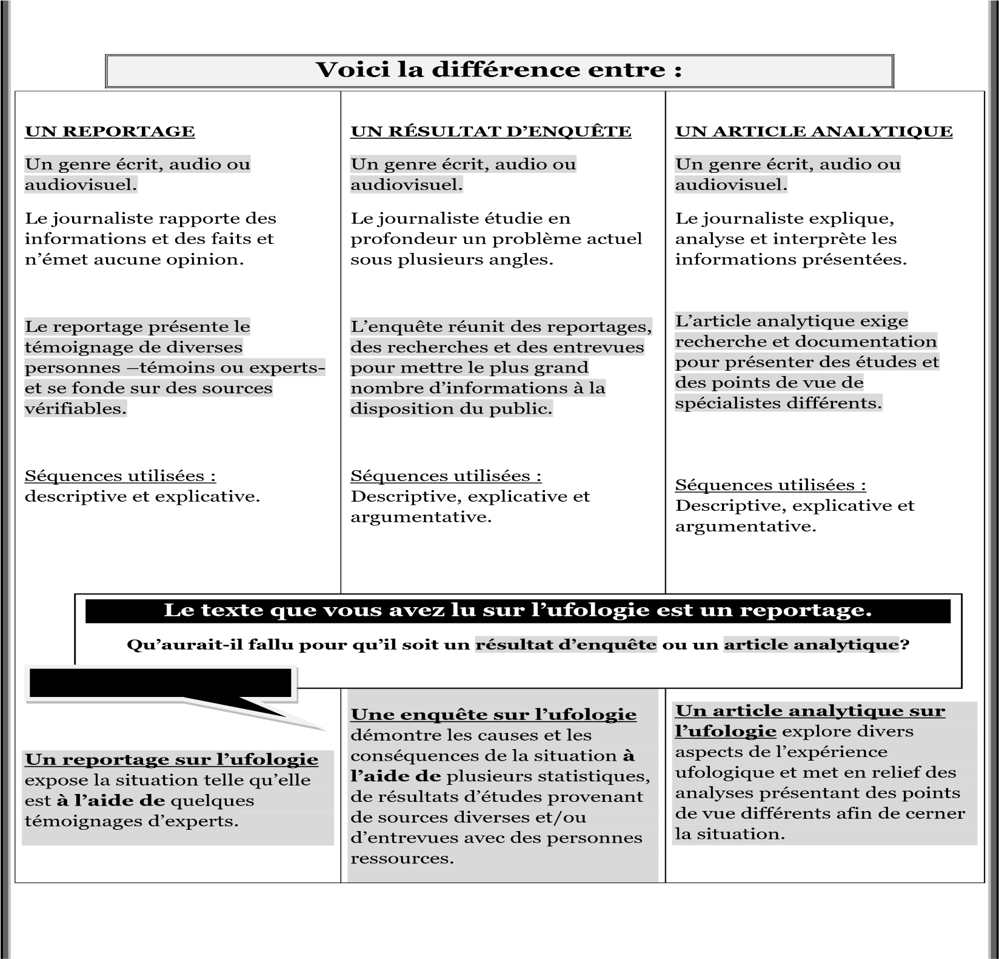 Voici la différence entre :
UN REPORTAGE
Un genre écrit, audio ou
audiovisuel.
Le journaliste rapporte des
informations et des faits et
n’émet aucune opinion.
Le reportage présente le
témoignage de diverses
personnes –témoins ou experts-
et se fonde sur des sources
vérifiables.
Séquences utilisées :
descriptive et explicative.
UN RÉSULTAT D’ENQUÊTE
Un genre écrit, audio ou
audiovisuel.
Le journaliste étudie en
profondeur un problème actuel
sous plusieurs angles.
L’enquête réunit des reportages,
des recherches et des entrevues
pour mettre le plus grand
nombre d’informations à la
disposition du public.
Séquences utilisées :
Descriptive, explicative et
argumentative.
UN ARTICLE ANALYTIQUE
Un genre écrit, audio ou
audiovisuel.
Le journaliste explique,
analyse et interprète les
informations présentées.
L’article analytique exige
recherche et documentation
pour présenter des études et
des points de vue de
spécialistes différents.
Séquences utilisées :
Descriptive, explicative et
argumentative.
Le texte que vous avez lu sur l’ufologie est un reportage.
Qu’aurait-il fallu pour qu’il soit un résultat d’enquête ou un article analytique?
Un reportage sur l’ufologie
expose la situation telle qu’elle
est à l’aide de quelques
témoignages d’experts.
Une enquête sur l’ufologie
démontre les causes et les
conséquences de la situation à
l’aide de plusieurs statistiques,
de résultats d’études provenant
de sources diverses et/ou
d’entrevues avec des personnes
ressources.
Un article analytique sur
l’ufologie explore divers
aspects de l’expérience
ufologique et met en relief des
analyses présentant des points
de vue différents afin de cerner
la situation.